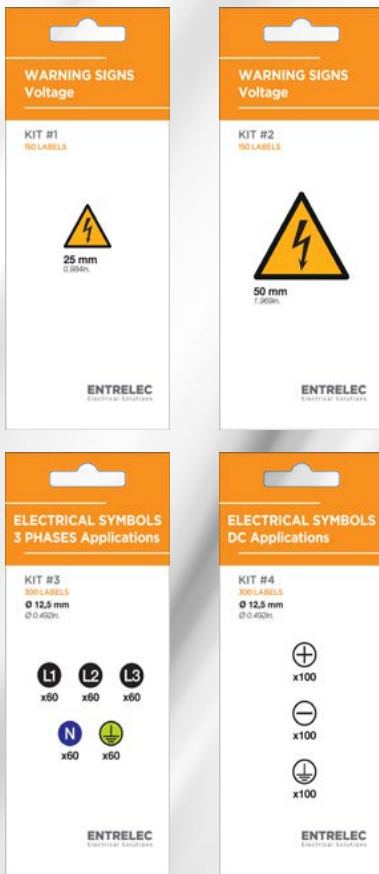 WARNING SIGNS
Voltage
KIT #1
150 LABELS
25 mm
0.984in.
ENTRELEC
Electrical Solutions
WARNING SIGNS
Voltage
KIT #2
150 LABELS
50 mm
1.969in.
ENTRELEC
Electrical Solutions
ELECTRICAL SYMBOLS
3 PHASES Applications
KIT #3
300 LABELS
Ø 12,5 mm
Ø 0.492in.
L1 L2 L3
x60 x60 x60
N
x60 x60
ENTRELEC
Electrical Solutions
ELECTRICAL SYMBOLS
DC Applications
KIT #4
300 LABELS
Ø 12,5 mm
Ø 0.492in.
x100
x100
x100
ENTRELEC
Electrical Solutions